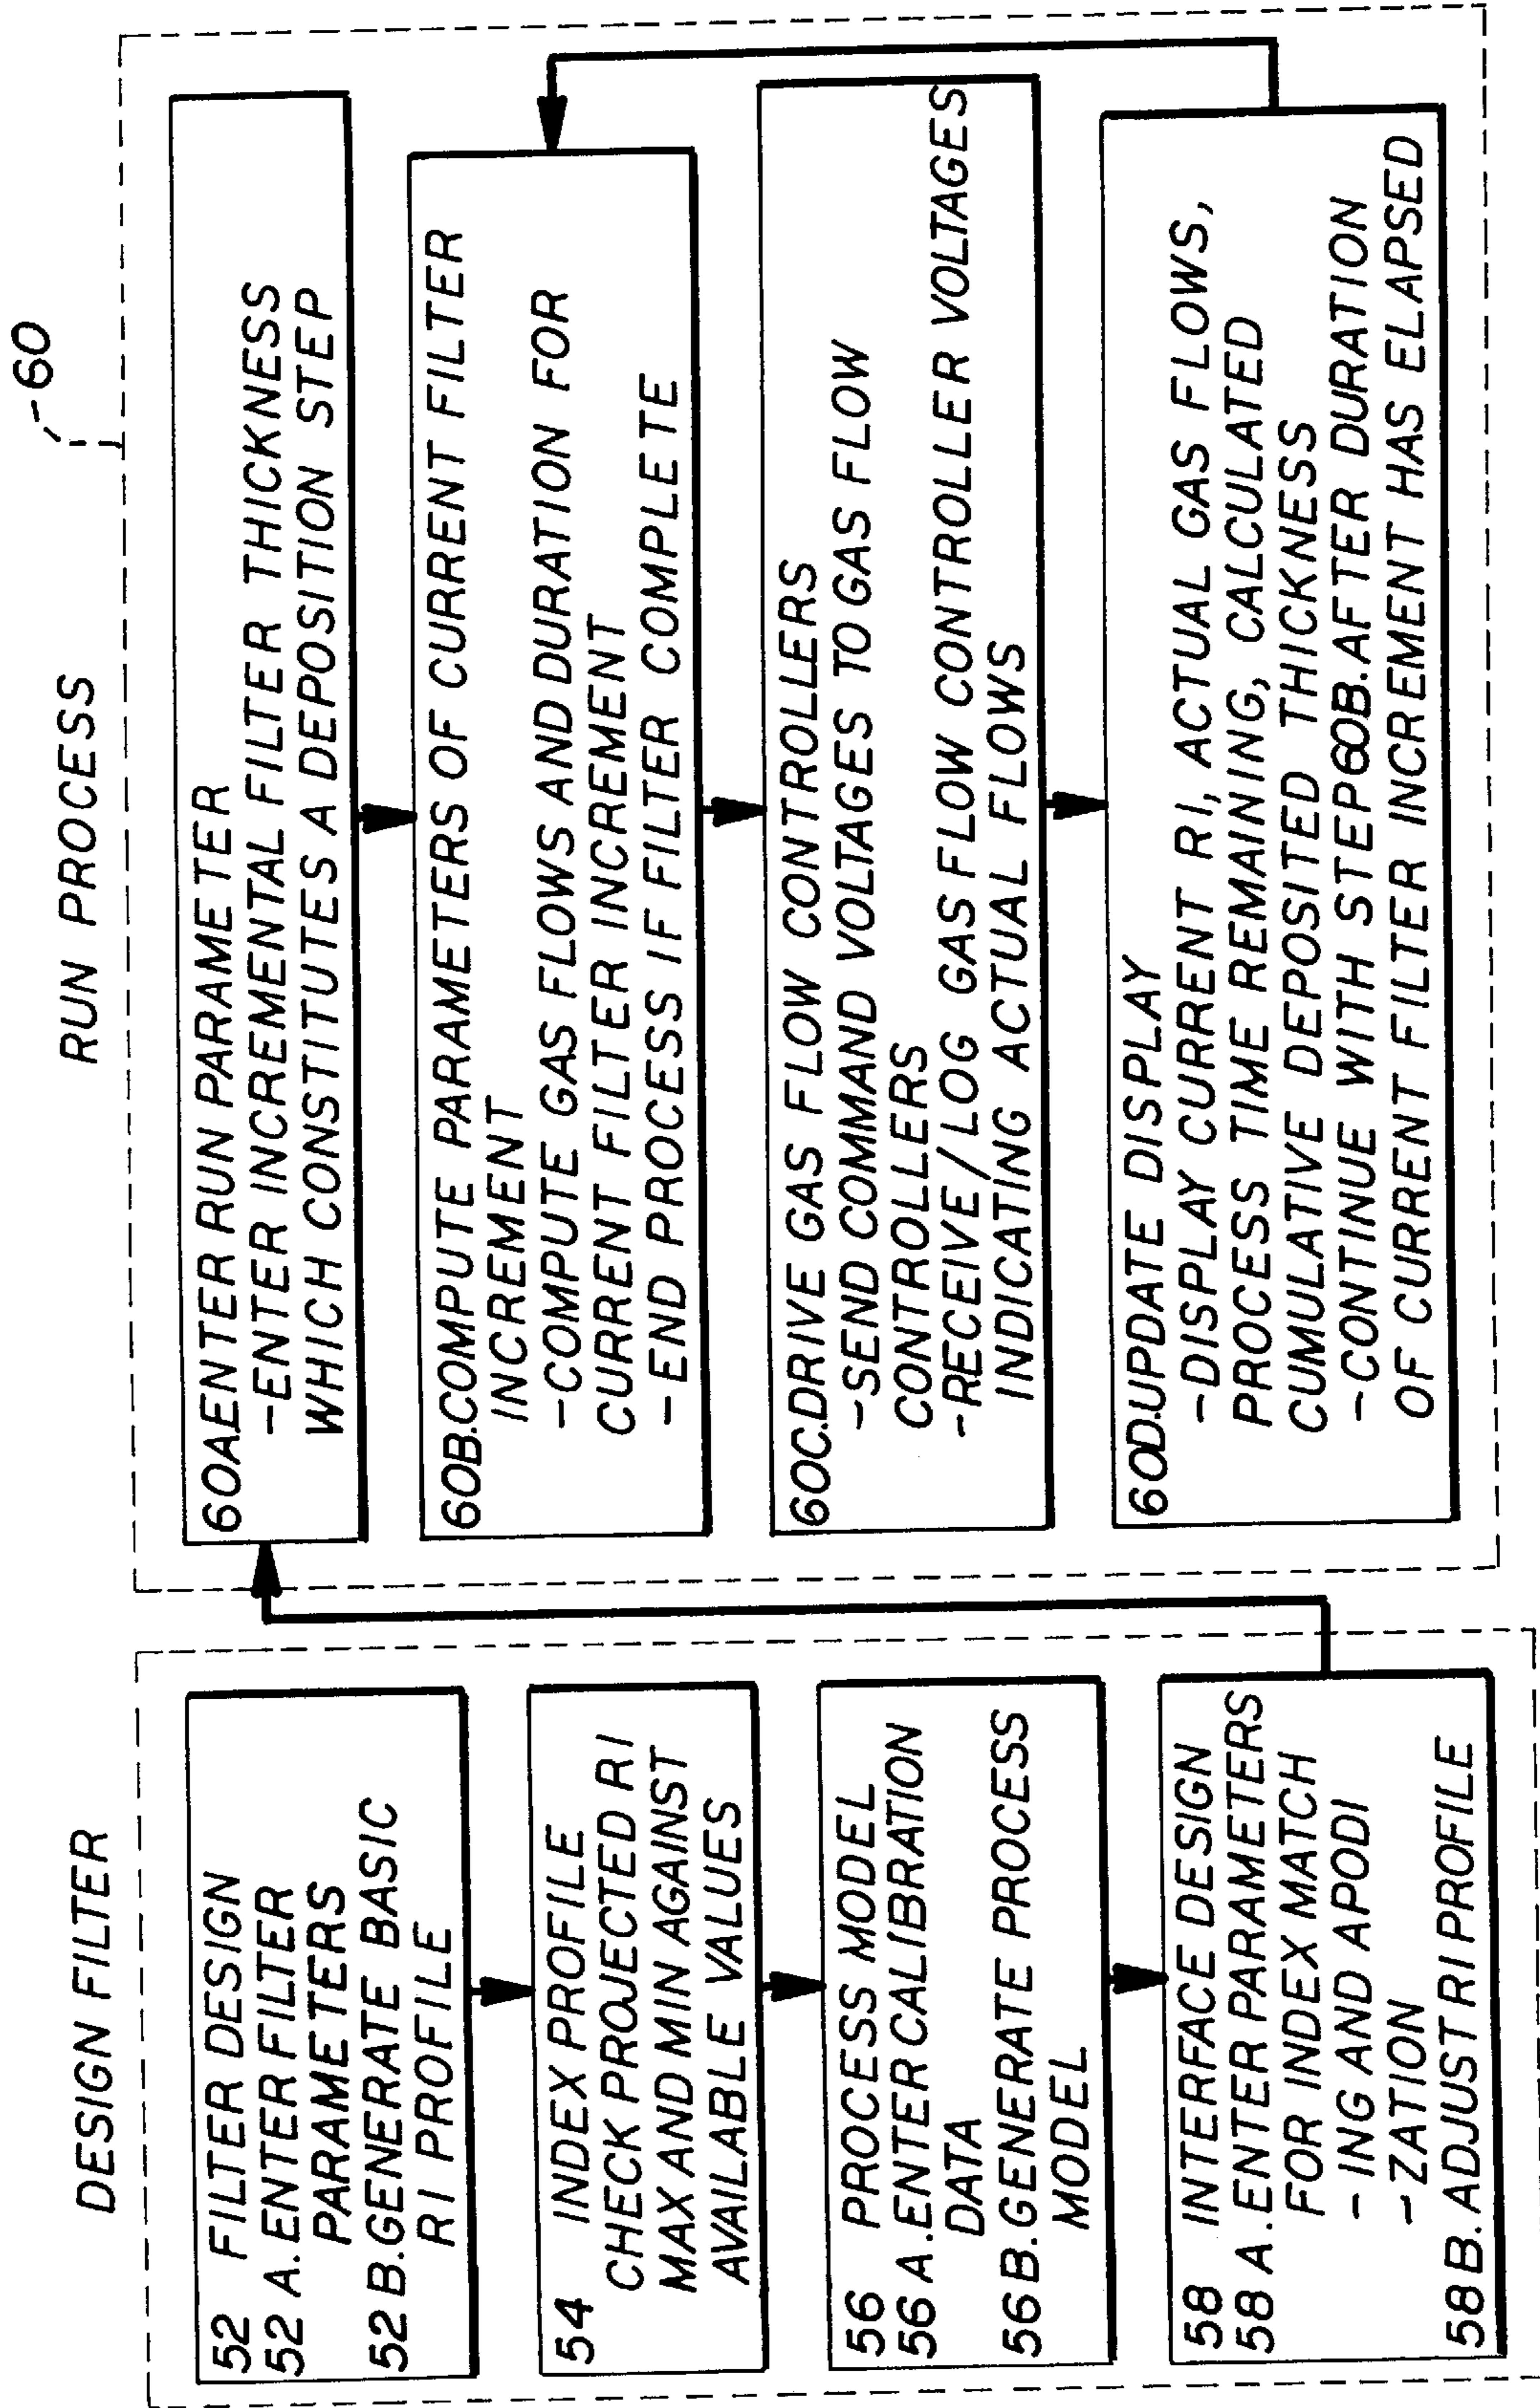 DESIGN FILTER
52 FILTER DESIGN
52 A. ENTER FILTER
PARAMETERS
52 B. GENERATE BASIC
RI PROFILE
54 INDEX PROFILE
CHECK PROJECTED RI
MAX AND MIN AGAINST
AVAILABLE VALUES
56 PROCESS MODEL
56 A. ENTER CALIBRATION
DATA
56 B. GENERATE PROCESS
MODEL
58 INTERFACE DESIGN
58 A. ENTER PARAMETERS
FOR INDEX MATCH
- ING AND APODI
- ZATION
58 B. ADJUST RI PROFILE
RUN PROCESS
60
60A ENTER RUN PARAMETER
- ENTER INCREMENTAL FILTER THICKNESS
WHICH CONSTITUTES A DEPOSITION STEP
60B. COMPUTE PARAMETERS OF CURRENT FILTER
INCREMENT
- COMPUTE GAS FLOWS AND DURATION FOR
CURRENT FILTER INCREMENT
- END PROCESS IF FILTER COMPLETE
60C. DRIVE GAS FLOW CONTROLLERS
- SEND COMMAND VOLTAGES TO GAS FLOW
CONTROLLERS
- RECEIVE/LOG GAS FLOW CONTROLLER VOLTAGES
INDICATING ACTUAL FLOWS
60D. UPDATE DISPLAY
- DISPLAY CURRENT RI, ACTUAL GAS FLOWS,
PROCESS TIME REMAINING, CALCULATED
CUMULATIVE DEPOSITED THICKNESS
- CONTINUE WITH STEP 60B. AFTER DURATION
OF CURRENT FILTER INCREMENT HAS ELAPSED